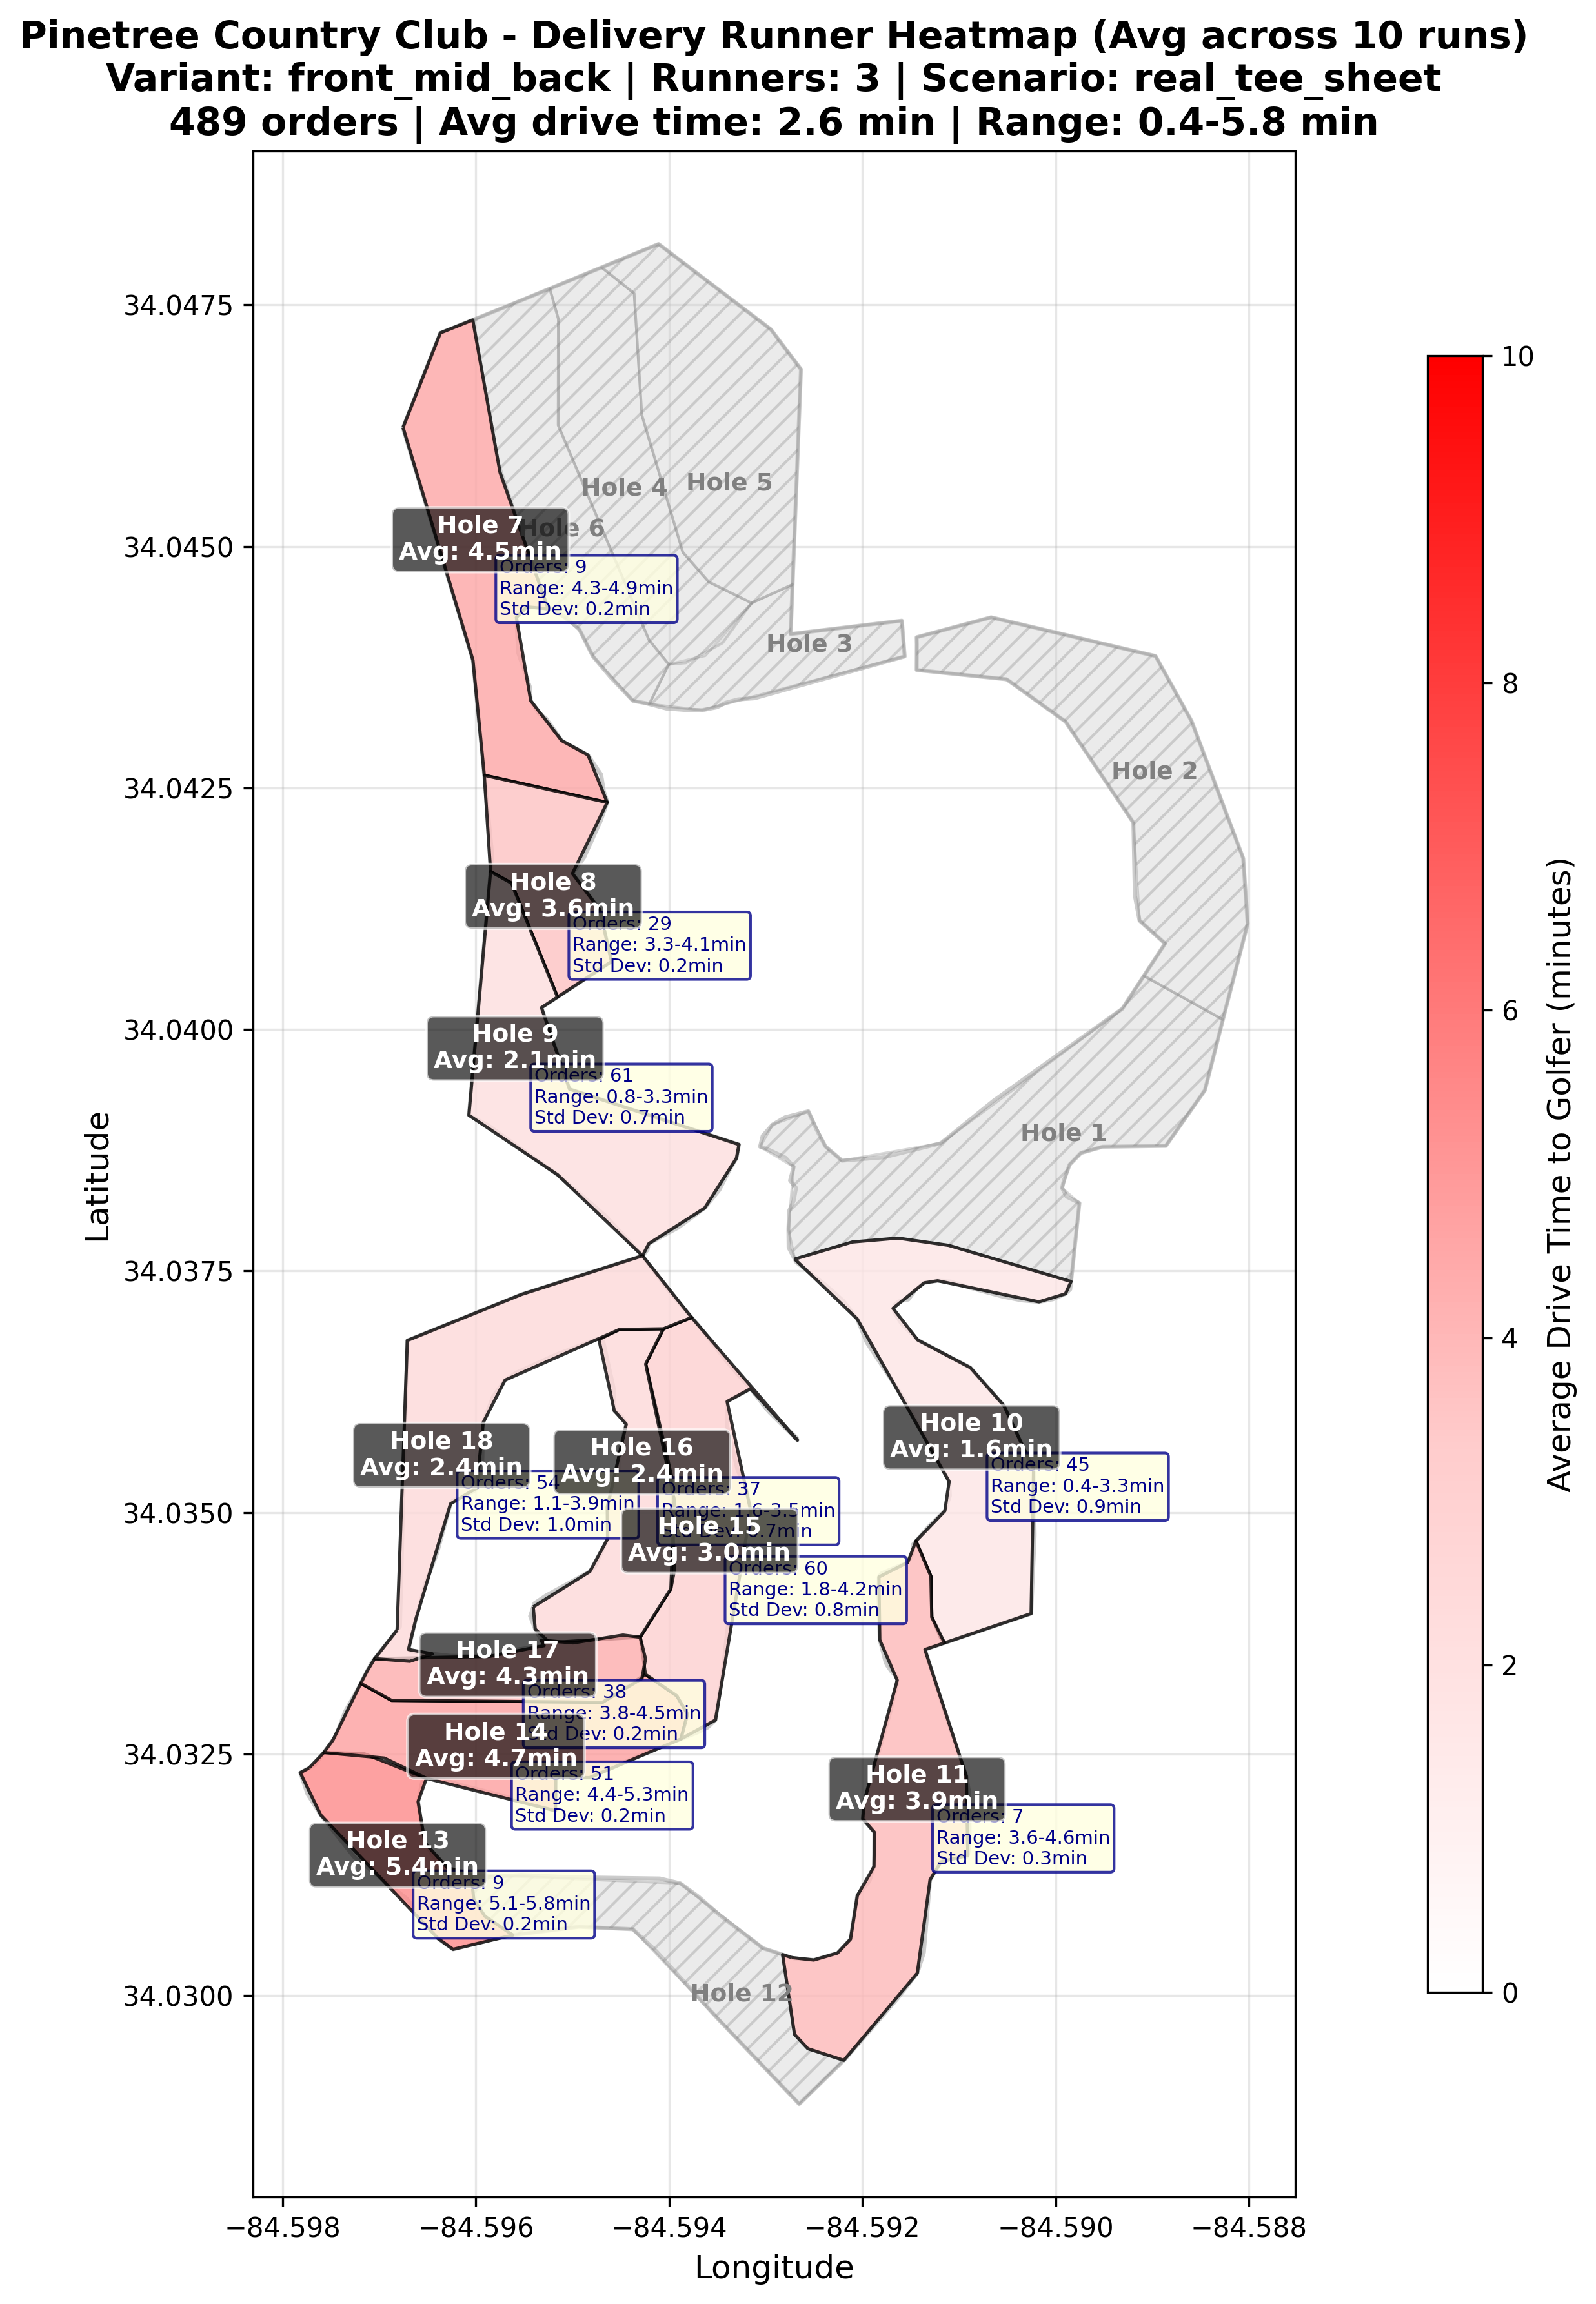 Pinetree Country Club - Delivery Runner Heatmap (Avg across 10 runs)
Variant: front_mid_back | Runners: 3 | Scenario: real_tee_sheet
489 orders | Avg drive time: 2.6 min | Range: 0.4-5.8 min
34.0475
34.0450
34.0425
34.0400
34.0375
34.0350
34.0325
34.0300
Latitude
Hole 4
Hole 5
Hole 6
Hole 7
Avg: 4.5min
Orders: 9
Range: 4.3-4.9min
Std Dev: 0.2min
Hole 3
Hole 2
Hole 8
Avg: 3.6min
Orders: 29
Range: 3.3-4.1min
Std Dev: 0.2min
Hole 9
Avg: 2.1min
Orders: 61
Range: 0.8-3.3min
Std Dev: 0.7min
Hole 1
Hole 18
Avg: 2.4min
Orders: 54
Range: 1.1-3.9min
Std Dev: 1.0min
Hole 16
Avg: 2.4min
Orders: 37
Range: 1.6-3.5min
Std Dev: 0.7min
Hole 10
Avg: 1.6min
Orders: 45
Range: 0.4-3.3min
Std Dev: 0.9min
Hole 15
Avg: 3.0min
Orders: 60
Range: 1.8-4.2min
Std Dev: 0.8min
Hole 17
Avg: 4.3min
Orders: 38
Range: 3.8-4.5min
Std Dev: 0.2min
Hole 14
Avg: 4.7min
Orders: 51
Range: 4.4-5.3min
Std Dev: 0.2min
Hole 11
Avg: 3.9min
Orders: 7
Range: 3.6-4.6min
Std Dev: 0.3min
Hole 13
Avg: 5.4min
Orders: 9
Range: 5.1-5.8min
Std Dev: 0.2min
Hole 12
−84.598
−84.596
−84.594
−84.592
−84.590
−84.588
Longitude
10
8
6
4
2
0
Average Drive Time to Golfer (minutes)